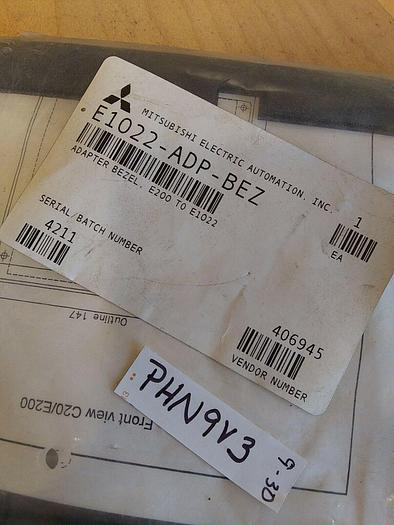 MITSUBISHI ELECTRIC AUTOMATION, INC.
E1022-ADP-BEZ
ADAPTER BEZEL, E200 TO E1022
1
EA
SERIAL/BATCH NUMBER
4211
406945
VENDOR NUMBER
Outline 147
Front view C20/E200
PHN9V3
9-30